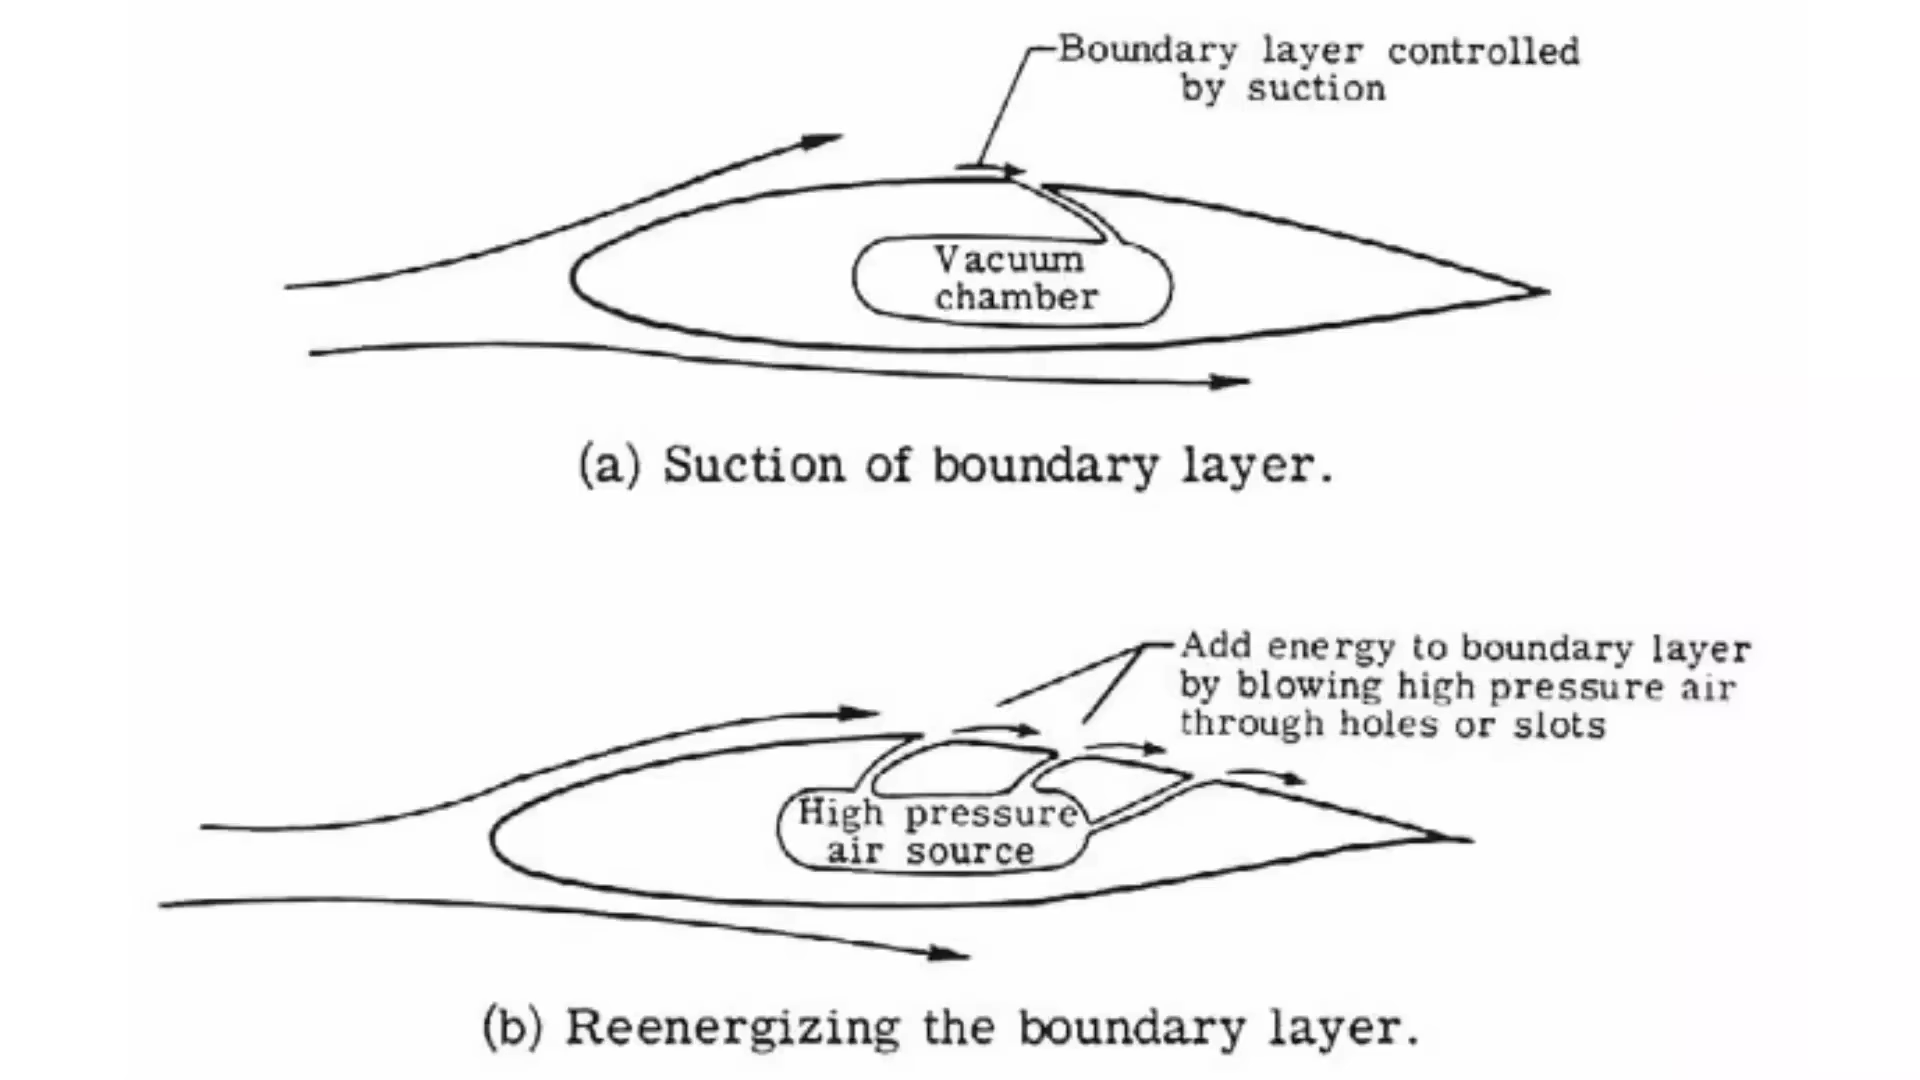 Boundary layer controlled
by suction
Vacuum
chamber
(a) Suction of boundary layer.
Add energy to boundary layer
by blowing high pressure air
through holes or slots
High pressure
air source
(b) Reenergizing the boundary layer.